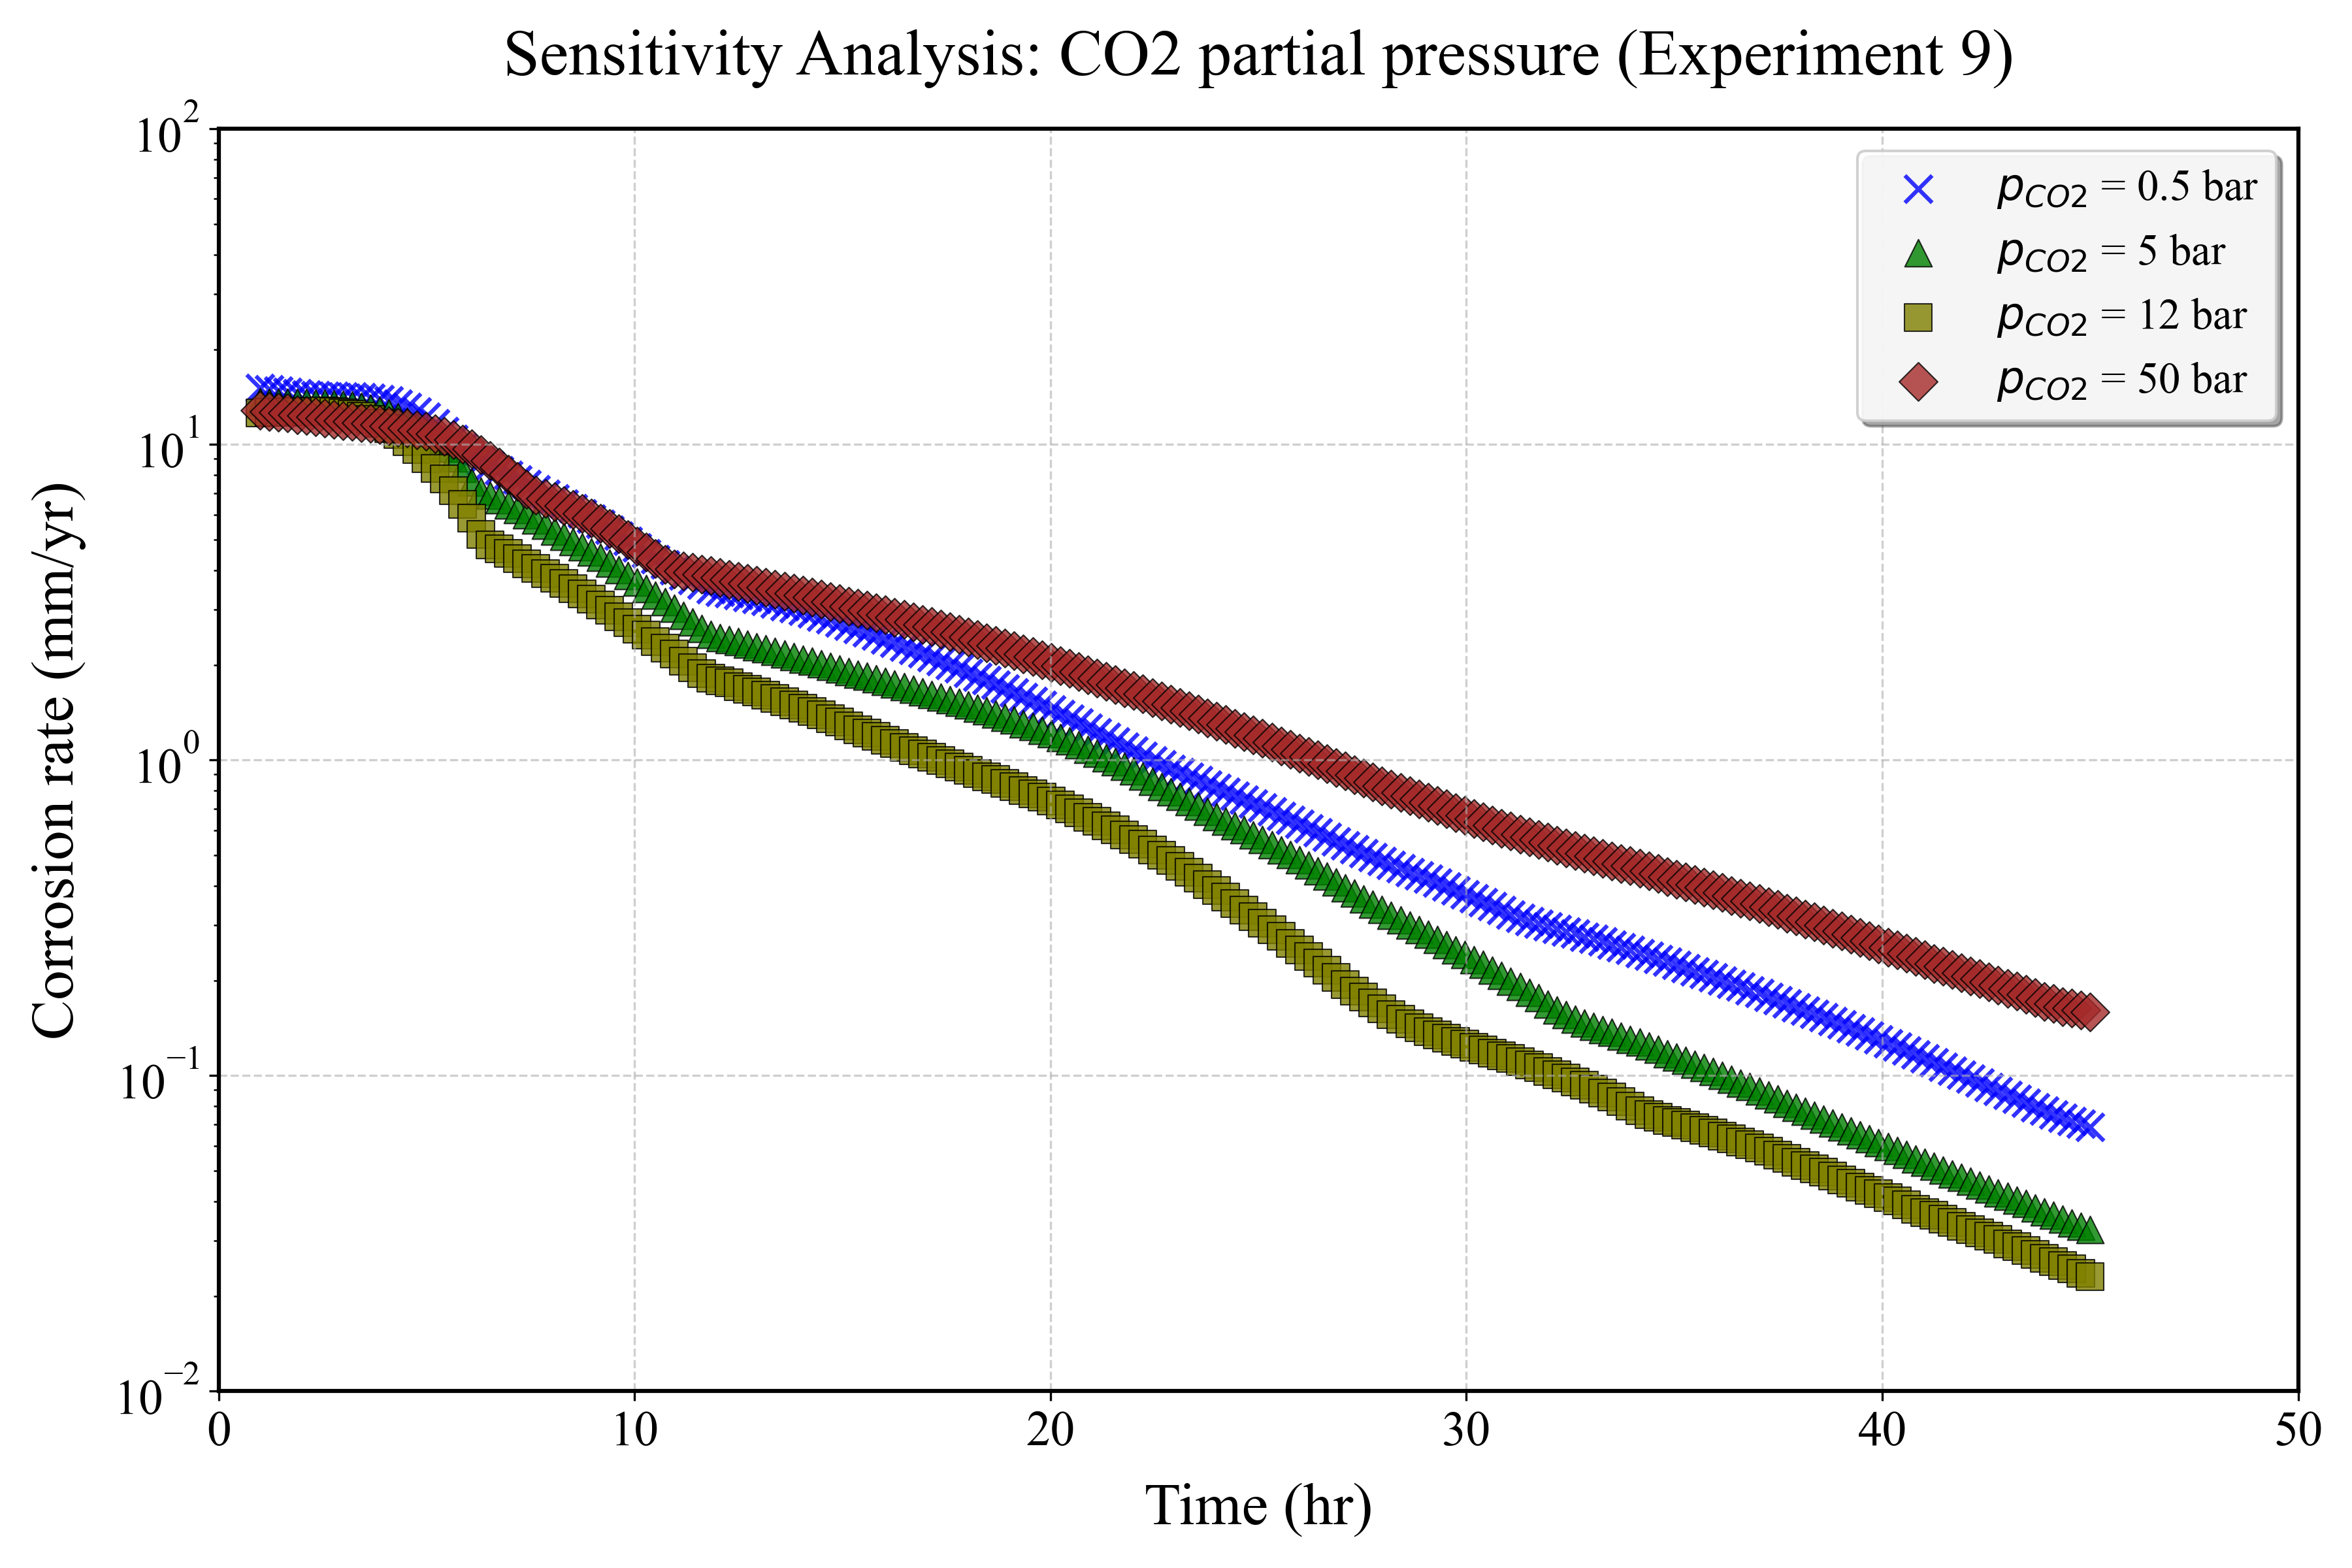 Sensitivity Analysis: CO2 partial pressure (Experiment 9)
Corrosion rate (mm/yr)
10^2
10^1
10^0
10^−1
10^−2
p_CO2 = 0.5 bar
p_CO2 = 5 bar
p_CO2 = 12 bar
p_CO2 = 50 bar
0 10 20 30 40 50
Time (hr)